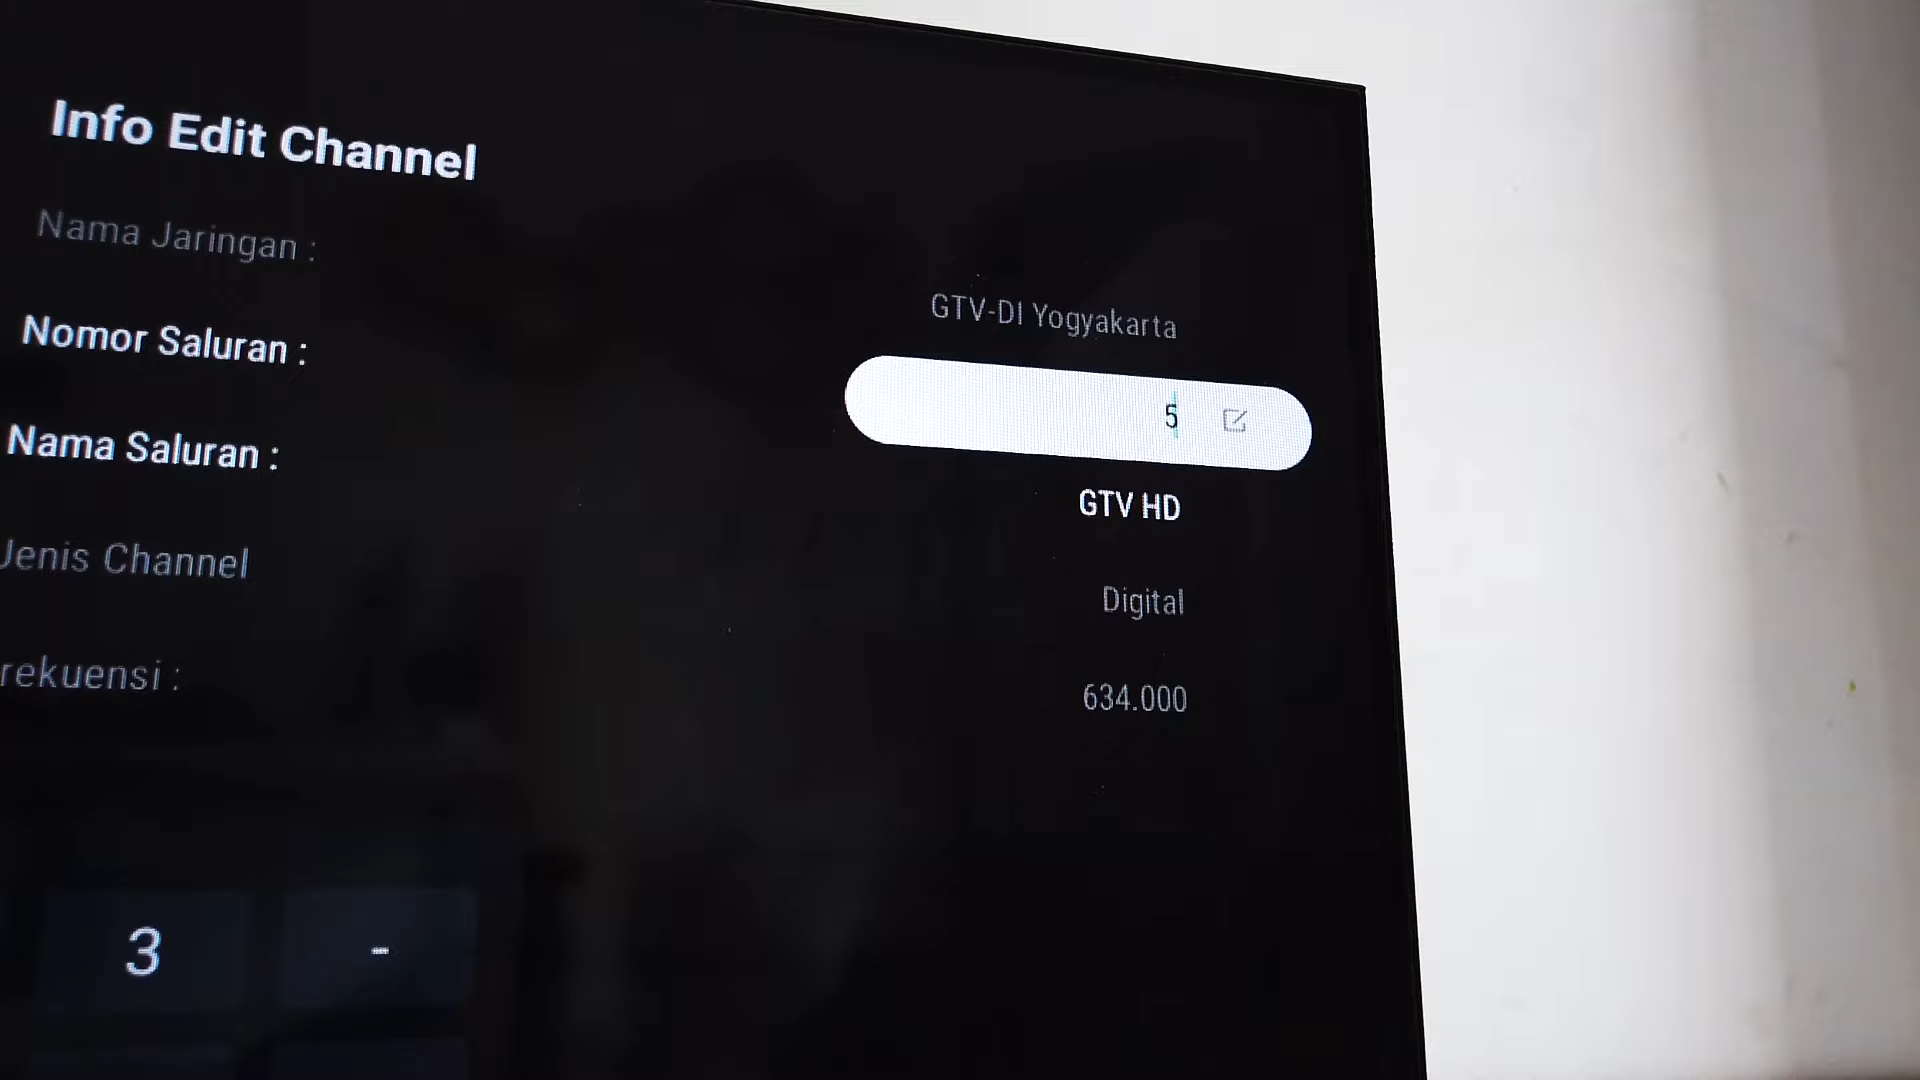 Info Edit Channel
Nama Jaringan :
GTV-DI Yogyakarta
Nomor Saluran :
5
Nama Saluran :
GTV HD
Jenis Channel
Digital
rekuensi :
634.000
3 -